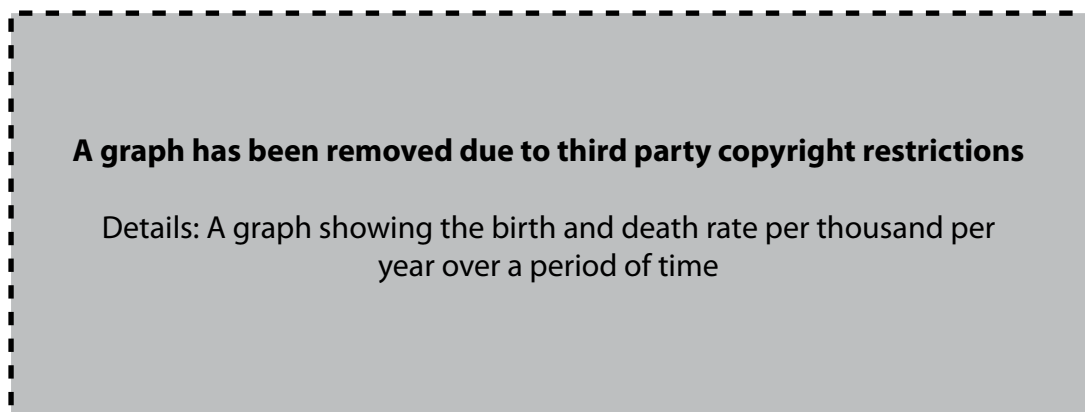 A graph has been removed due to third party copyright restrictions
Details: A graph showing the birth and death rate per thousand per
year over a period of time